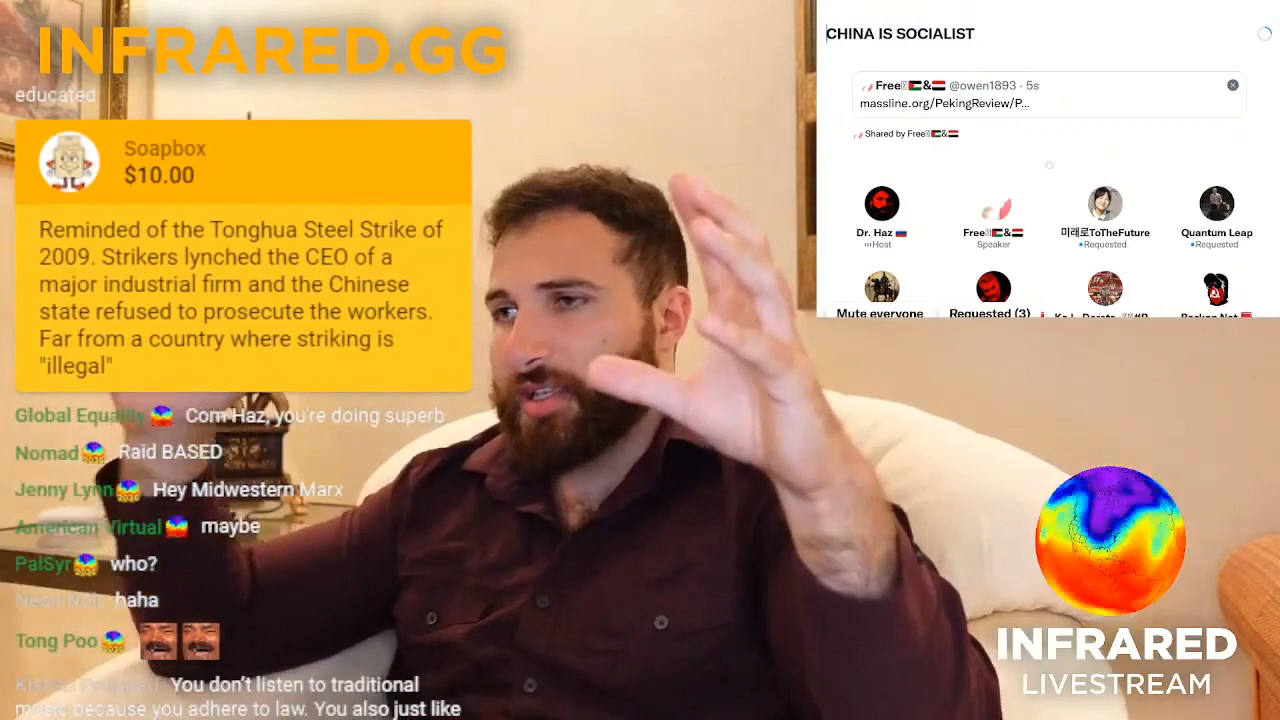 INFRARED.GG
educated
Soapbox
$10.00
Reminded of the Tonghua Steel Strike of
2009. Strikers lynched the CEO of a
major industrial firm and the Chinese
state refused to prosecute the workers.
Far from a country where striking is
"illegal"
Global Equality Com Haz, you're doing superb
Nomad Raid BASED
Jenny Lynn Hey Midwestern Marx
American Virtual maybe
PalSyr who?
haha
Tong Poo
You don't listen to traditional
music because you adhere to law. You also just like
CHINA IS SOCIALIST
Free & @owen1893 · 5s
massline.org/PekingReview/P...
Shared by Free &
Dr. Haz
Host
Free &
Speaker
미래로ToTheFuture
Requested
Quantum Leap
Requested
Mute everyone
Requested (3)
INFRARED
LIVESTREAM